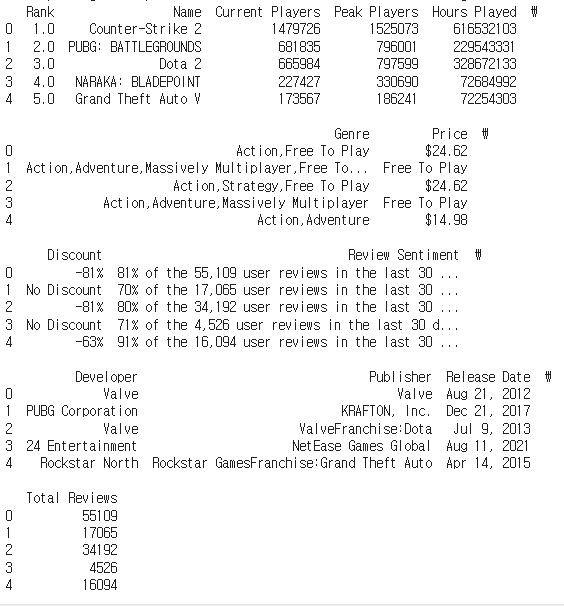 Rank Name Current Players Peak Players Hours Played ₩
0 1.0 Counter-Strike 2 1479726 1525073 616532103
1 2.0 PUBG: BATTLEGROUNDS 681835 796001 229543331
2 3.0 Dota 2 665984 797599 328672133
3 4.0 NARAKA: BLADEPOINT 227427 330690 72684992
4 5.0 Grand Theft Auto V 173567 186241 72254303
Genre Price ₩
0 Action,Free To Play $24.62
1 Action,Adventure,Massively Multiplayer,Free To... Free To Play
2 Action,Strategy,Free To Play $24.62
3 Action,Adventure,Massively Multiplayer Free To Play
4 Action,Adventure $14.98
Discount Review Sentiment ₩
0 -81% 81% of the 55,109 user reviews in the last 30 ...
1 No Discount 70% of the 17,065 user reviews in the last 30 ...
2 -81% 80% of the 34,192 user reviews in the last 30 ...
3 No Discount 71% of the 4,526 user reviews in the last 30 d...
4 -63% 91% of the 16,094 user reviews in the last 30 ...
Developer Publisher Release Date ₩
0 Valve Valve Aug 21, 2012
1 PUBG Corporation KRAFTON, Inc. Dec 21, 2017
2 Valve ValveFranchise:Dota Jul 9, 2013
3 24 Entertainment NetEase Games Global Aug 11, 2021
4 Rockstar North Rockstar GamesFranchise:Grand Theft Auto Apr 14, 2015
Total Reviews
0 55109
1 17065
2 34192
3 4526
4 16094